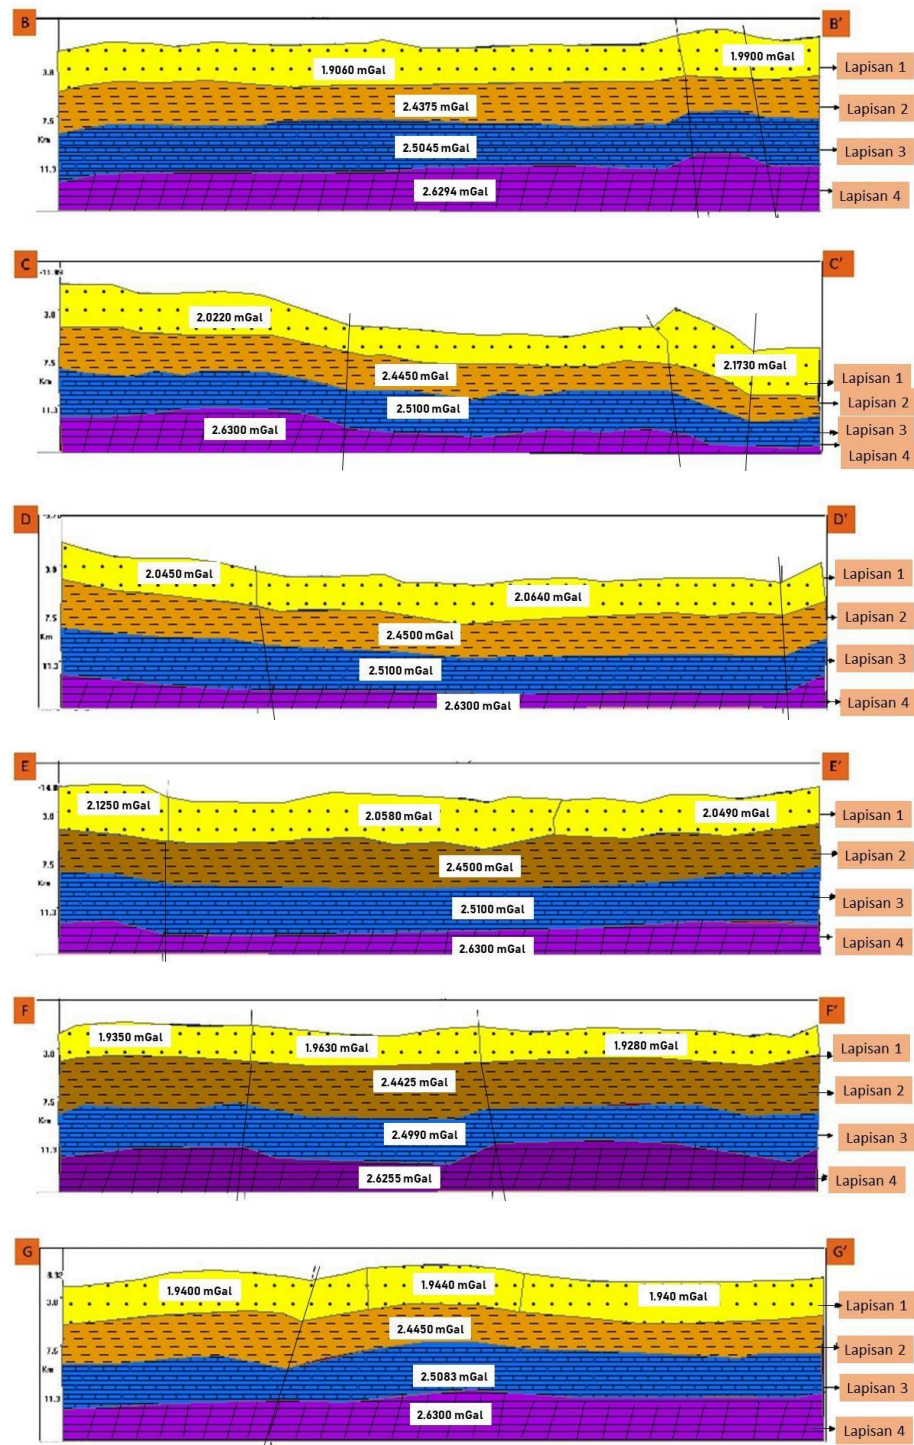 B B'
1.9060 mGal 1.9900 mGal Lapisan 1
3.8
2.4375 mGal Lapisan 2
7.5
Km
2.5045 mGal Lapisan 3
11.3
2.6294 mGal Lapisan 4
C C'
3.8 2.0220 mGal
7.5 2.4450 mGal 2.1730 mGal
Km Lapisan 1
11.3 2.5100 mGal Lapisan 2
2.6300 mGal Lapisan 3
Lapisan 4
D D'
2.0450 mGal Lapisan 1
2.0640 mGal
7.5 Lapisan 2
Km 2.4500 mGal
11.3 2.5100 mGal Lapisan 3
2.6300 mGal Lapisan 4
E E'
2.1250 mGal 2.0580 mGal 2.0490 mGal Lapisan 1
3.0
7.5 2.4500 mGal Lapisan 2
Km
2.5100 mGal Lapisan 3
11.3
2.6300 mGal Lapisan 4
F F'
1.9350 mGal 1.9630 mGal 1.9280 mGal
3.0 Lapisan 1
2.4425 mGal Lapisan 2
7.5
Km
2.4990 mGal Lapisan 3
11.3
2.6255 mGal Lapisan 4
G G'
1.9400 mGal 1.9440 mGal 1.940 mGal
3.8 Lapisan 1
2.4450 mGal
7.5 Lapisan 2
Km 2.5083 mGal
11.3 Lapisan 3
2.6300 mGal Lapisan 4